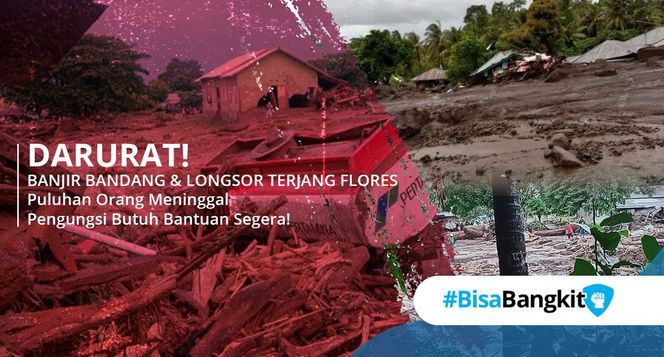 DARURAT!
BANJIR BANDANG & LONGSOR TERJANG FLORES
Puluhan Orang Meninggal
Pengungsi Butuh Bantuan Segera!
#BisaBangkit